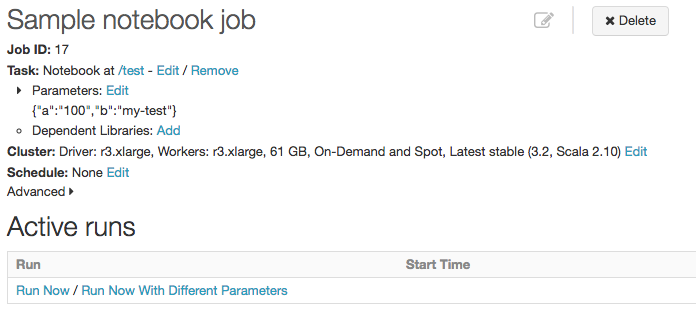 Sample notebook job
Delete
Job ID: 17
Task: Notebook at /test - Edit / Remove
Parameters: Edit
{"a":"100","b":"my-test"}
Dependent Libraries: Add
Cluster: Driver: r3.xlarge, Workers: r3.xlarge, 61 GB, On-Demand and Spot, Latest stable (3.2, Scala 2.10) Edit
Schedule: None Edit
Advanced
Active runs
Run Start Time
Run Now / Run Now With Different Parameters